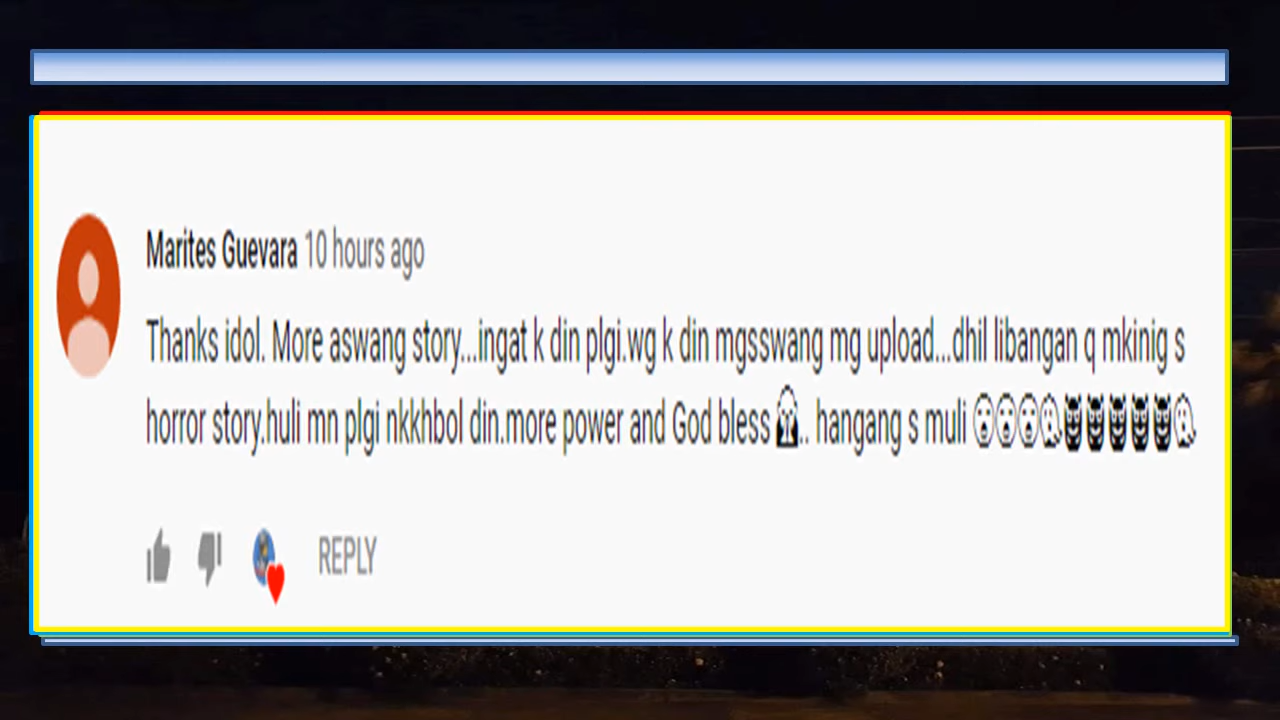 Marites Guevara 10 hours ago
Thanks idol. More aswang story...ingat k din plgi.wg k din mgsswang mg upload...dhil libangan q mkinig s
horror story.huli mn plgi nkkhbol din.more power and God bless.. hangang s muli
REPLY